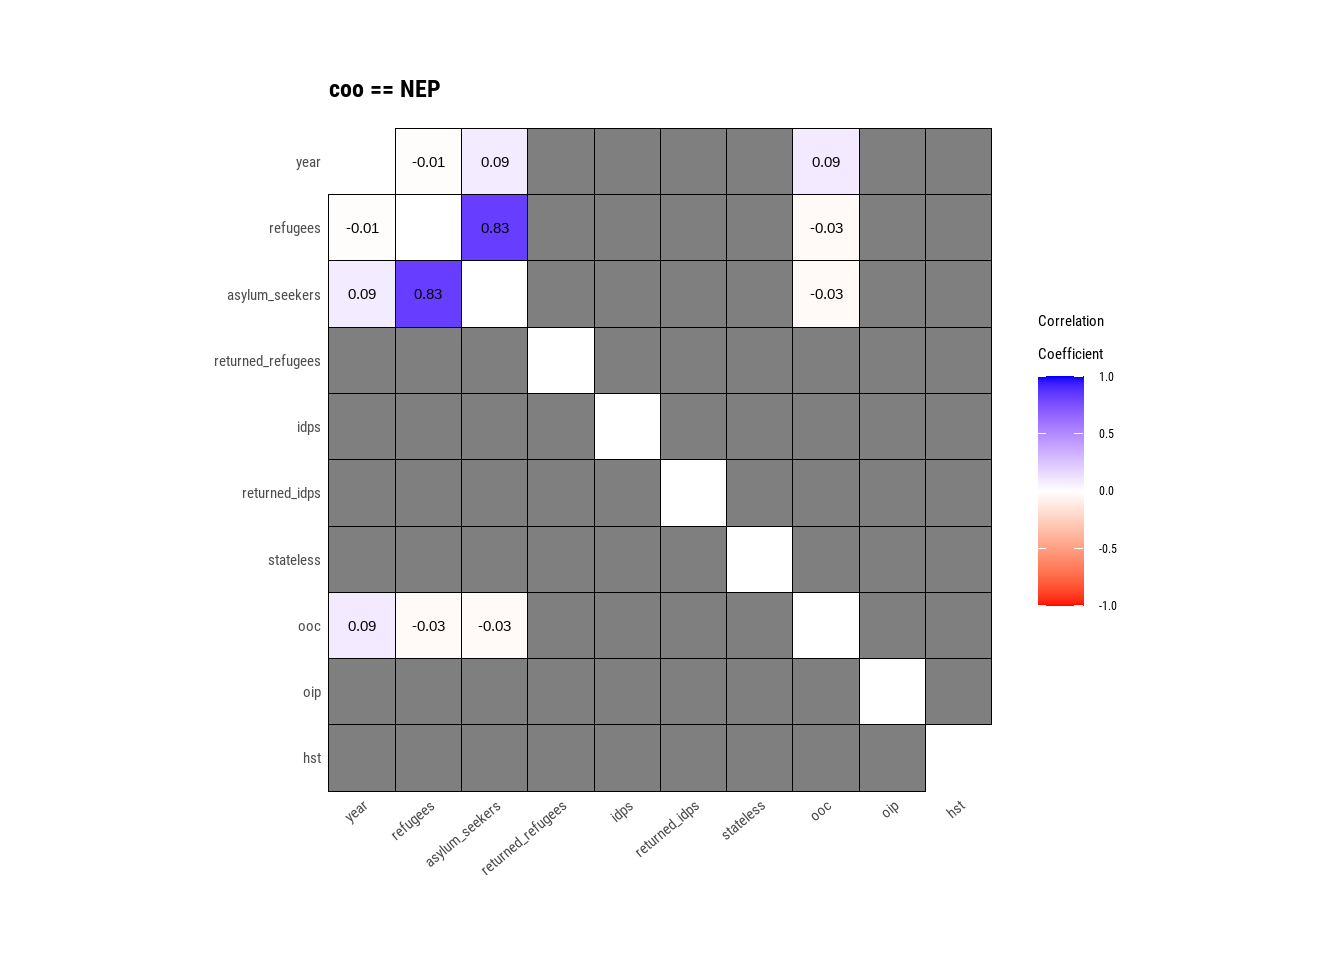 coo == NEP
year -0.01 0.09 0.09
refugees -0.01 0.83 -0.03
asylum_seekers 0.09 0.83 -0.03
returned_refugees
idps
returned_idps
stateless
ooc 0.09 -0.03 -0.03
oip
hst
year refugees asylum_seekers returned_refugees idps returned_idps stateless ooc oip hst
Correlation
Coefficient
1.0
0.5
0.0
-0.5
-1.0